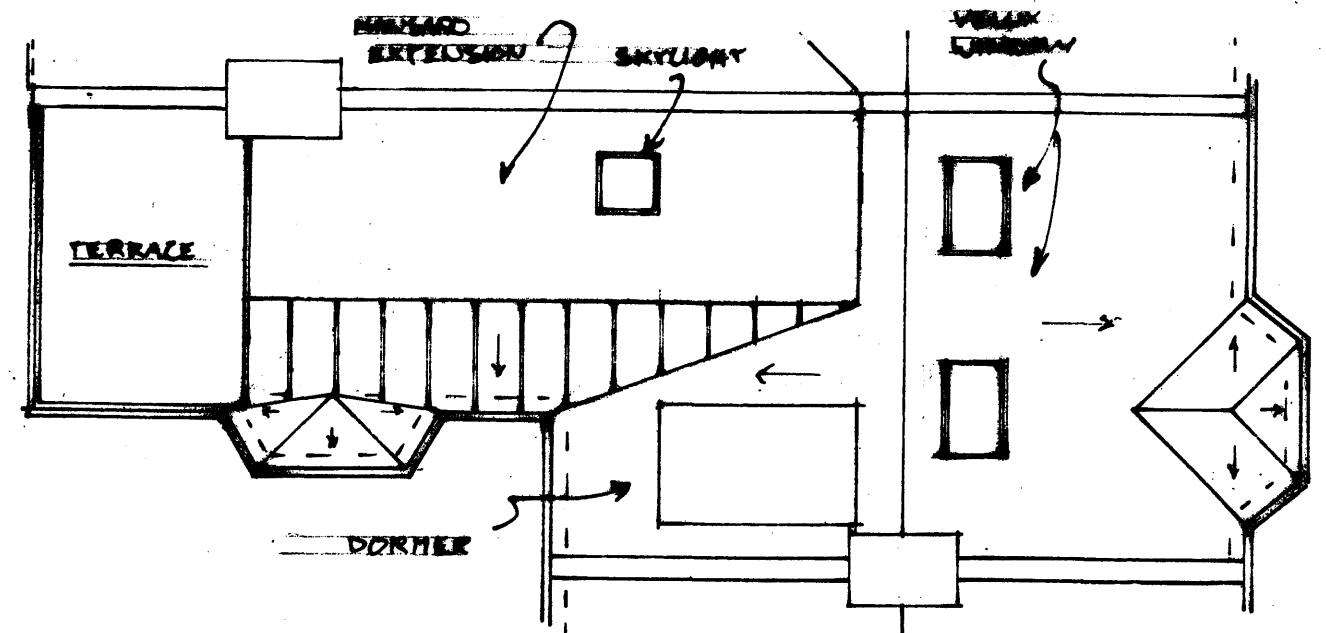 MANSARD
EXTENSION
SKYLIGHT
VELUX
WINDOW
TERRACE
DORMER